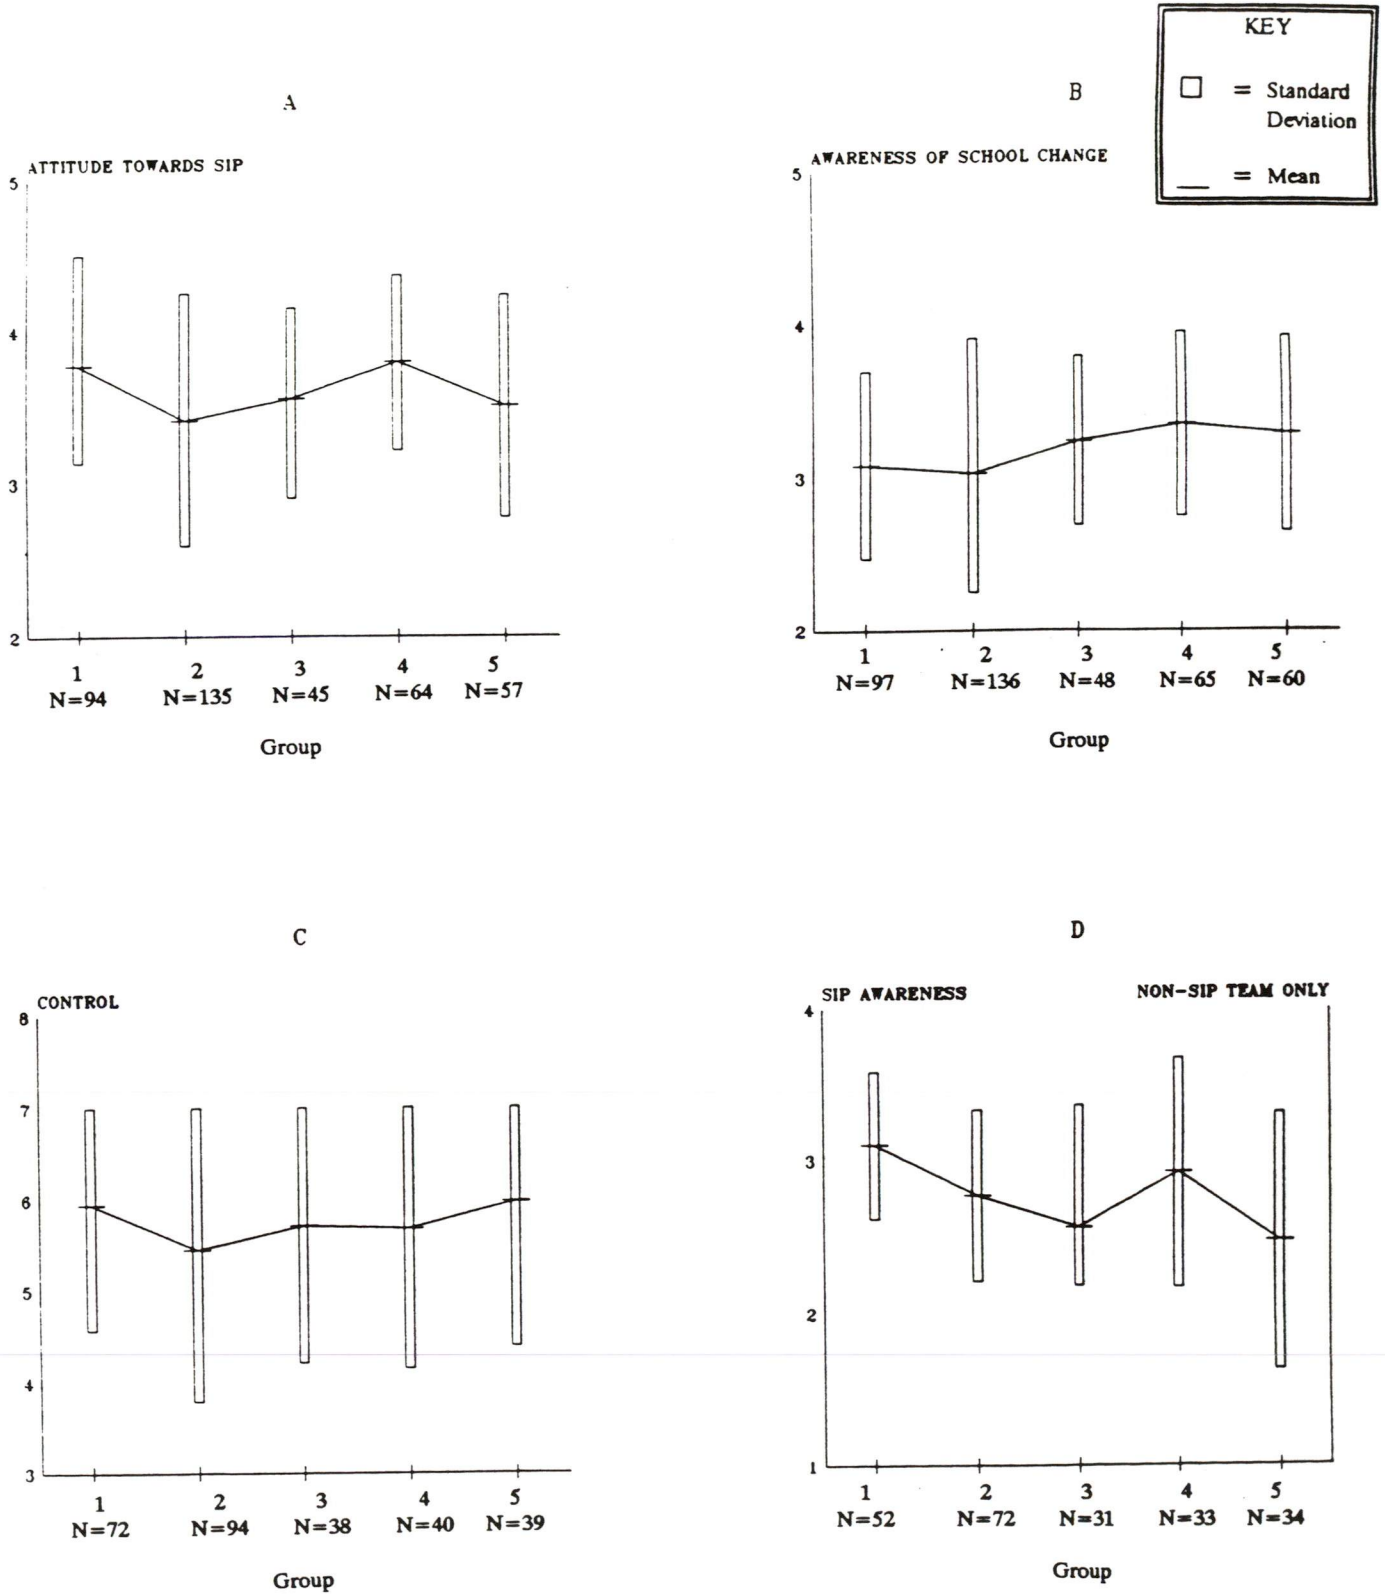 KEY
= Standard
Deviation
= Mean
A
ATTITUDE TOWARDS SIP
5
4
3
2
1 2 3 4 5
N=94 N=135 N=45 N=64 N=57
Group
B
AWARENESS OF SCHOOL CHANGE
5
4
3
2
1 2 3 4 5
N=97 N=136 N=48 N=65 N=60
Group
C
CONTROL
8
7
6
5
4
3
1 2 3 4 5
N=72 N=94 N=38 N=40 N=39
Group
D
SIP AWARENESS NON-SIP TEAM ONLY
4
3
2
1
1 2 3 4 5
N=52 N=72 N=31 N=33 N=34
Group